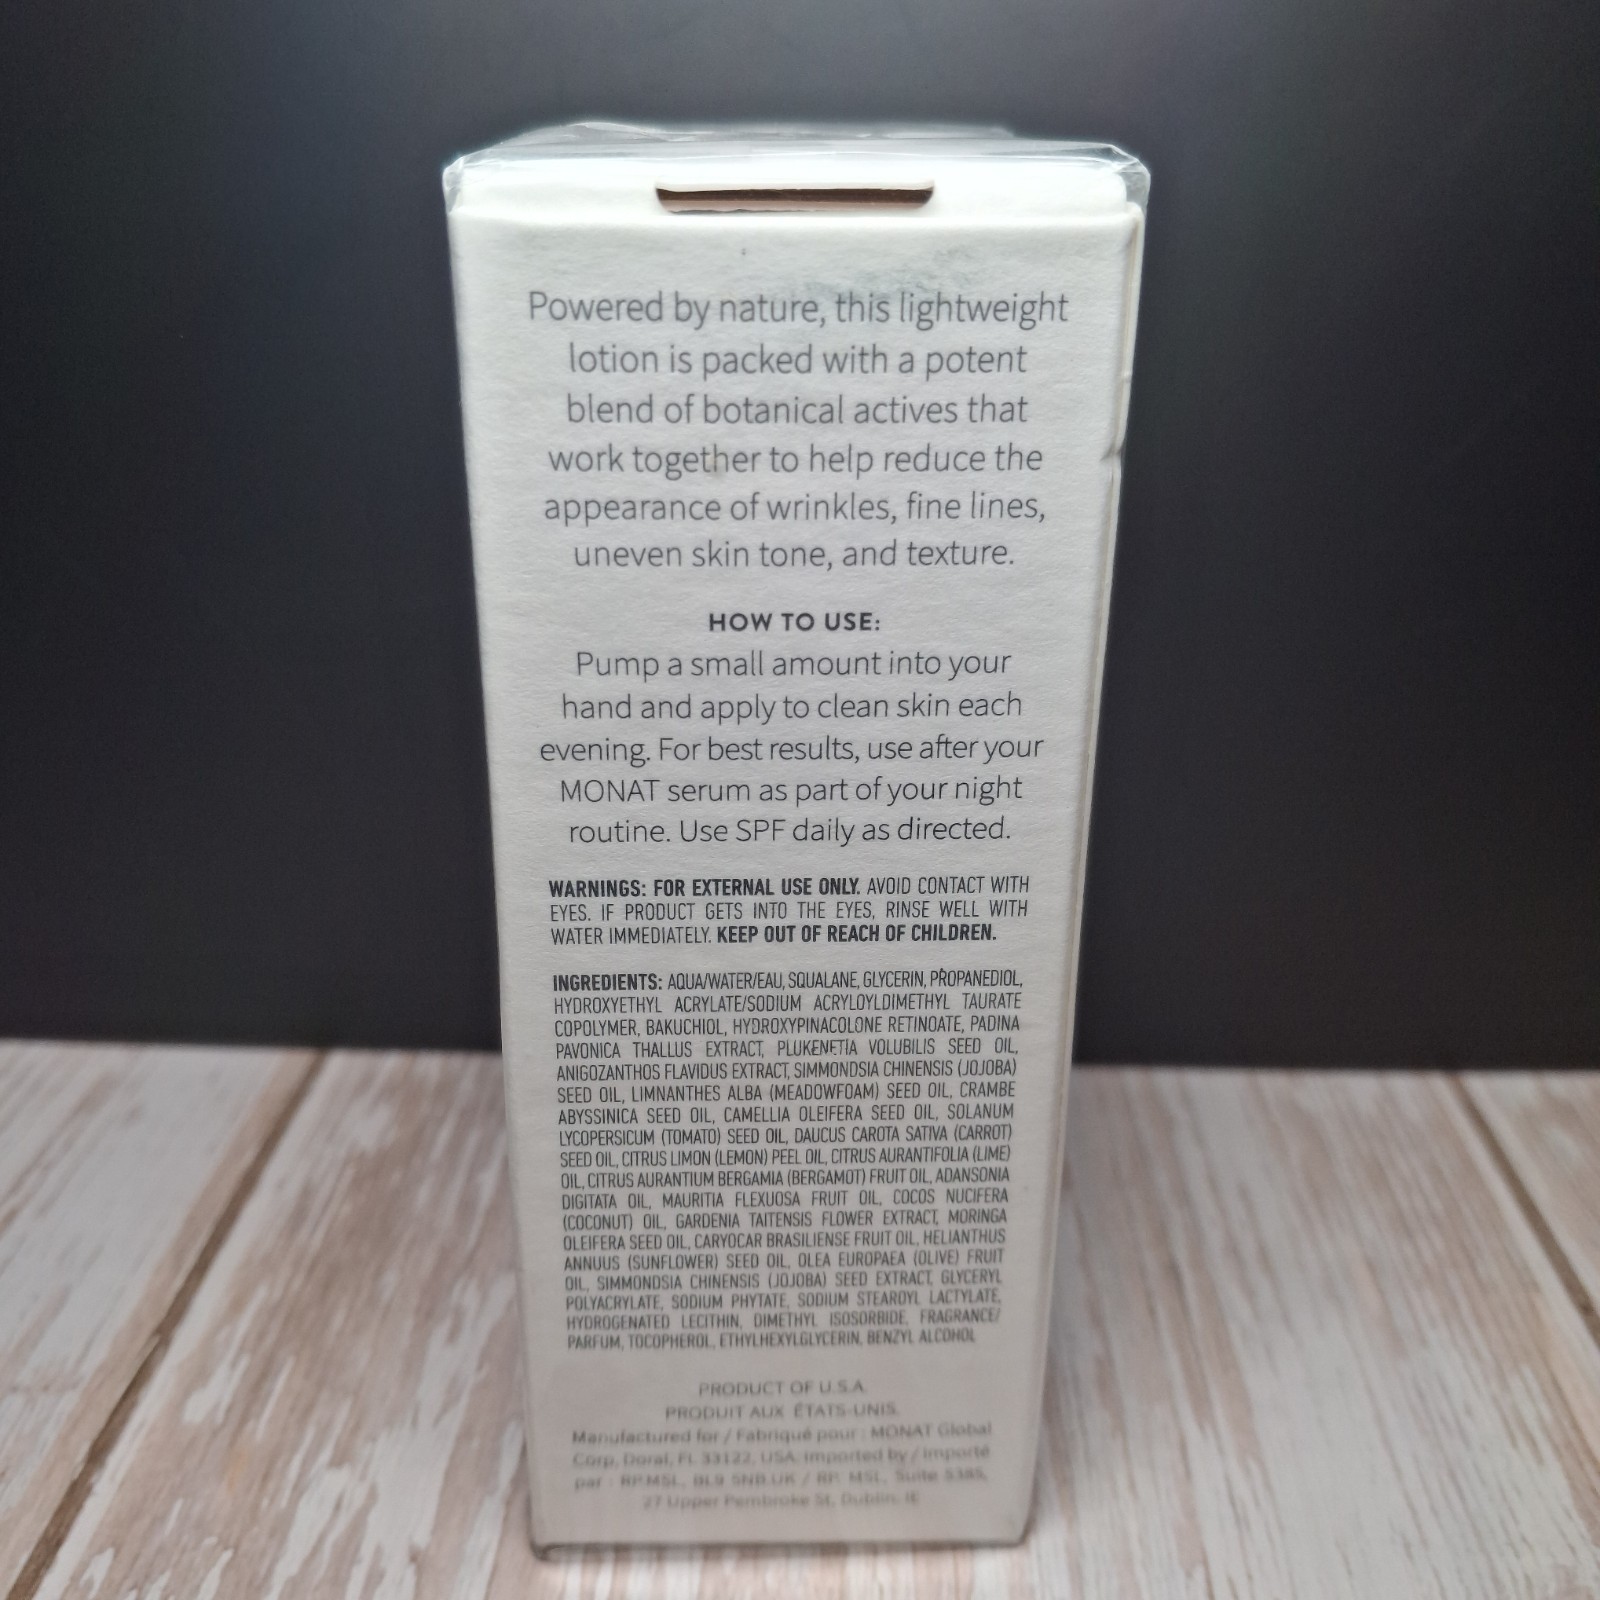 Powered by nature, this lightweight
lotion is packed with a potent
blend of botanical actives that
work together to help reduce the
appearance of wrinkles, fine lines,
uneven skin tone, and texture.
HOW TO USE:
Pump a small amount into your
hand and apply to clean skin each
evening. For best results, use after your
MONAT serum as part of your night
routine. Use SPF daily as directed.
WARNINGS: FOR EXTERNAL USE ONLY. AVOID CONTACT WITH
EYES. IF PRODUCT GETS INTO THE EYES, RINSE WELL WITH
WATER IMMEDIATELY. KEEP OUT OF REACH OF CHILDREN.
INGREDIENTS: AQUA/WATER/EAU, SQUALANE, GLYCERIN, PROPANEDIOL,
HYDROXYETHYL ACRYLATE/SODIUM ACRYLOYLDIMETHYL TAURATE
COPOLYMER, BAKUCHIOL, HYDROXYPINACOLONE RETINOATE, PADINA
PAVONICA THALLUS EXTRACT, PLUKENETIA VOLUBILIS SEED OIL,
ANIGOZANTHOS FLAVIDUS EXTRACT, SIMMONDSIA CHINENSIS (JOJOBA)
SEED OIL, LIMNANTHES ALBA (MEADOWFOAM) SEED OIL, CRAMBE
ABYSSINICA SEED OIL, CAMELLIA OLEIFERA SEED OIL, SOLANUM
LYCOPERSICUM (TOMATO) SEED OIL, DAUCUS CAROTA SATIVA (CARROT)
SEED OIL, CITRUS LIMON (LEMON) PEEL OIL, CITRUS AURANTIFOLIA (LIME)
OIL, CITRUS AURANTIUM BERGAMIA (BERGAMOT) FRUIT OIL, ADANSONIA
DIGITATA OIL, MAURITIA FLEXUOSA FRUIT OIL, COCOS NUCIFERA
(COCONUT) OIL, GARDENIA TAITENSIS FLOWER EXTRACT, MORINGA
OLEIFERA SEED OIL, CARYOCAR BRASILIENSE FRUIT OIL, HELIANTHUS
ANNUUS (SUNFLOWER) SEED OIL, OLEA EUROPAEA (OLIVE) FRUIT
OIL, SIMMONDSIA CHINENSIS (JOJOBA) SEED EXTRACT, GLYCERYL
POLYACRYLATE, SODIUM PHYTATE, SODIUM STEAROYL LACTYLATE,
HYDROGENATED LECITHIN, DIMETHYL ISOSORBIDE, FRAGRANCE/
PARFUM, TOCOPHEROL, ETHYLHEXYLGLYCERIN, BENZYL ALCOHOL
PRODUCT OF U.S.A.
PRODUIT AUX ÉTATS-UNIS.
Manufactured for / Fabriqué pour : MONAT Global
Corp, Doral, FL 33122, USA. Imported by / Importé
par : RP.MSL, BL9 5NB.UK / RP. MSL, Suite 5385,
27 Upper Pembroke St, Dublin, IE